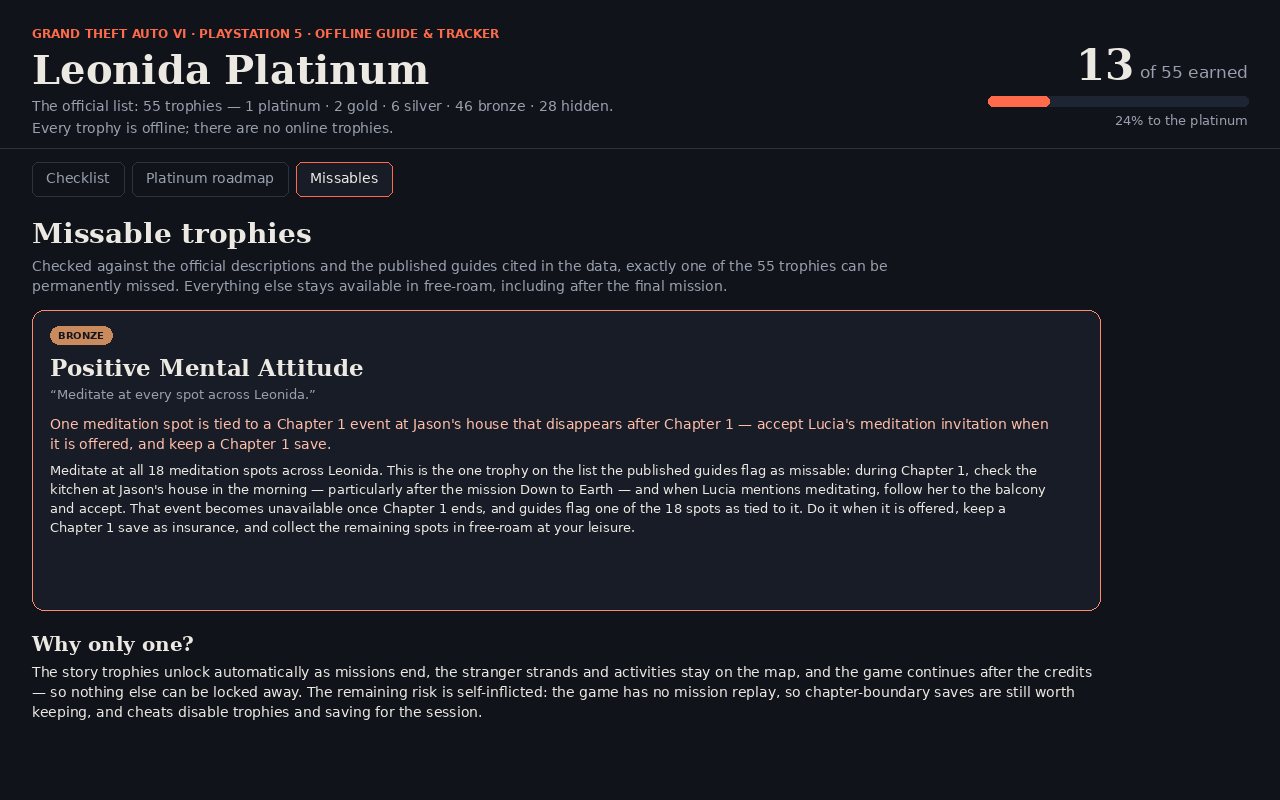 GRAND THEFT AUTO VI · PLAYSTATION 5 · OFFLINE GUIDE & TRACKER
Leonida Platinum
The official list: 55 trophies — 1 platinum · 2 gold · 6 silver · 46 bronze · 28 hidden.
Every trophy is offline; there are no online trophies.
13 of 55 earned
24% to the platinum
Checklist
Platinum roadmap
Missables
Missable trophies
Checked against the official descriptions and the published guides cited in the data, exactly one of the 55 trophies can be
permanently missed. Everything else stays available in free-roam, including after the final mission.
BRONZE
Positive Mental Attitude
“Meditate at every spot across Leonida.”
One meditation spot is tied to a Chapter 1 event at Jason's house that disappears after Chapter 1 — accept Lucia's meditation invitation when
it is offered, and keep a Chapter 1 save.
Meditate at all 18 meditation spots across Leonida. This is the one trophy on the list the published guides flag as missable: during Chapter 1, check the
kitchen at Jason's house in the morning — particularly after the mission Down to Earth — and when Lucia mentions meditating, follow her to the balcony
and accept. That event becomes unavailable once Chapter 1 ends, and guides flag one of the 18 spots as tied to it. Do it when it is offered, keep a
Chapter 1 save as insurance, and collect the remaining spots in free-roam at your leisure.
Why only one?
The story trophies unlock automatically as missions end, the stranger strands and activities stay on the map, and the game continues after the credits
— so nothing else can be locked away. The remaining risk is self-inflicted: the game has no mission replay, so chapter-boundary saves are still worth
keeping, and cheats disable trophies and saving for the session.